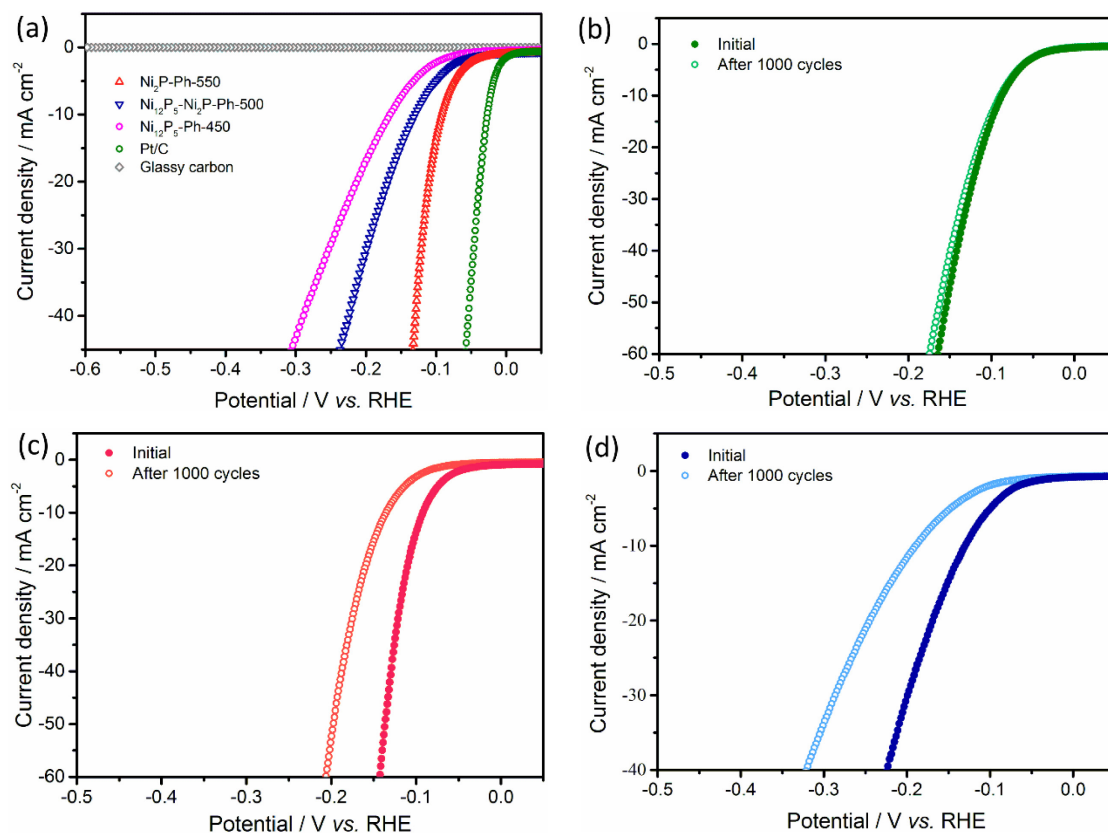 (a)
Current density / mA cm⁻²
0
-10
-20
-30
-40
Ni₂P-Ph-550
Ni₁₂P₅-Ni₂P-Ph-500
Ni₁₂P₅-Ph-450
Pt/C
Glassy carbon
-0.6 -0.5 -0.4 -0.3 -0.2 -0.1 0.0
Potential / V vs. RHE
(b)
Current density / mA cm⁻²
0
-10
-20
-30
-40
-50
-60
Initial
After 1000 cycles
-0.5 -0.4 -0.3 -0.2 -0.1 0.0
Potential / V vs. RHE
(c)
Current density / mA cm⁻²
0
-10
-20
-30
-40
-50
-60
Initial
After 1000 cycles
-0.5 -0.4 -0.3 -0.2 -0.1 0.0
Potential / V vs. RHE
(d)
Current density / mA cm⁻²
0
-10
-20
-30
-40
Initial
After 1000 cycles
-0.5 -0.4 -0.3 -0.2 -0.1 0.0
Potential / V vs. RHE